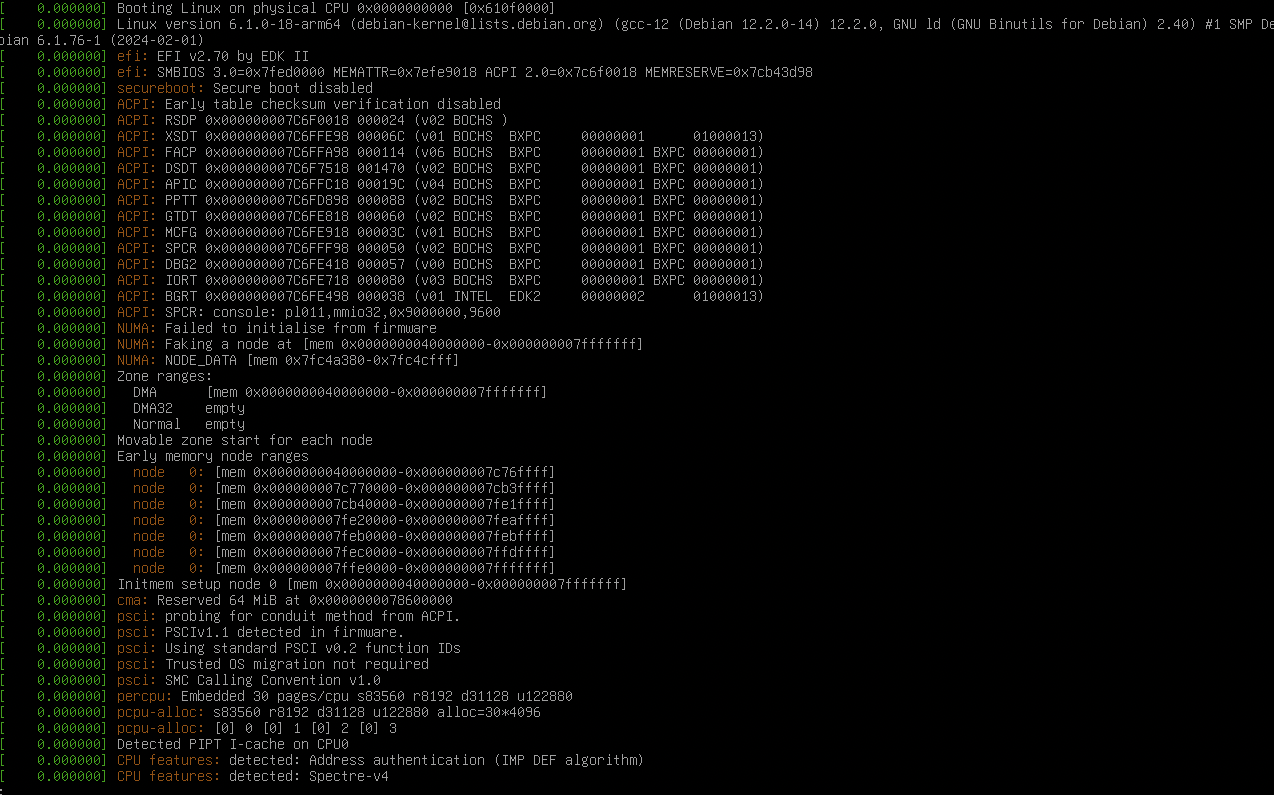 [    0.000000] Booting Linux on physical CPU 0x0000000000 [0x610f0000]
[    0.000000] Linux version 6.1.0-18-arm64 (debian-kernel@lists.debian.org) (gcc-12 (Debian 12.2.0-14) 12.2.0, GNU ld (GNU Binutils for Debian) 2.40) #1 SMP De
bian 6.1.76-1 (2024-02-01)
[    0.000000] efi: EFI v2.70 by EDK II
[    0.000000] efi: SMBIOS 3.0=0x7fed0000 MEMATTR=0x7efe9018 ACPI 2.0=0x7c6f0018 MEMRESERVE=0x7cb43d98
[    0.000000] secureboot: Secure boot disabled
[    0.000000] ACPI: Early table checksum verification disabled
[    0.000000] ACPI: RSDP 0x000000007C6F0018 000024 (v02 BOCHS )
[    0.000000] ACPI: XSDT 0x000000007C6FFE98 00006C (v01 BOCHS  BXPC     00000001      01000013)
[    0.000000] ACPI: FACP 0x000000007C6FFA98 000114 (v06 BOCHS  BXPC     00000001 BXPC 00000001)
[    0.000000] ACPI: DSDT 0x000000007C6F7518 001470 (v02 BOCHS  BXPC     00000001 BXPC 00000001)
[    0.000000] ACPI: APIC 0x000000007C6FFC18 00019C (v04 BOCHS  BXPC     00000001 BXPC 00000001)
[    0.000000] ACPI: PPTT 0x000000007C6FD898 000088 (v02 BOCHS  BXPC     00000001 BXPC 00000001)
[    0.000000] ACPI: GTDT 0x000000007C6FE818 000060 (v02 BOCHS  BXPC     00000001 BXPC 00000001)
[    0.000000] ACPI: MCFG 0x000000007C6FE918 00003C (v01 BOCHS  BXPC     00000001 BXPC 00000001)
[    0.000000] ACPI: SPCR 0x000000007C6FFF98 000050 (v02 BOCHS  BXPC     00000001 BXPC 00000001)
[    0.000000] ACPI: DBG2 0x000000007C6FE418 000057 (v00 BOCHS  BXPC     00000001 BXPC 00000001)
[    0.000000] ACPI: IORT 0x000000007C6FE718 000080 (v03 BOCHS  BXPC     00000001 BXPC 00000001)
[    0.000000] ACPI: BGRT 0x000000007C6FE498 000038 (v01 INTEL  EDK2     00000002      01000013)
[    0.000000] ACPI: SPCR: console: pl011,mmio32,0x9000000,9600
[    0.000000] NUMA: Failed to initialise from firmware
[    0.000000] NUMA: Faking a node at [mem 0x0000000040000000-0x000000007fffffff]
[    0.000000] NUMA: NODE_DATA [mem 0x7fc4a380-0x7fc4cfff]
[    0.000000] Zone ranges:
[    0.000000]   DMA      [mem 0x0000000040000000-0x000000007fffffff]
[    0.000000]   DMA32    empty
[    0.000000]   Normal   empty
[    0.000000] Movable zone start for each node
[    0.000000] Early memory node ranges
[    0.000000]   node   0: [mem 0x0000000040000000-0x000000007c76ffff]
[    0.000000]   node   0: [mem 0x000000007c770000-0x000000007cb3ffff]
[    0.000000]   node   0: [mem 0x000000007cb40000-0x000000007fe1ffff]
[    0.000000]   node   0: [mem 0x000000007fe20000-0x000000007feaffff]
[    0.000000]   node   0: [mem 0x000000007feb0000-0x000000007febffff]
[    0.000000]   node   0: [mem 0x000000007fec0000-0x000000007ffdffff]
[    0.000000]   node   0: [mem 0x000000007ffe0000-0x000000007fffffff]
[    0.000000] Initmem setup node 0 [mem 0x0000000040000000-0x000000007fffffff]
[    0.000000] cma: Reserved 64 MiB at 0x0000000078600000
[    0.000000] psci: probing for conduit method from ACPI.
[    0.000000] psci: PSCIv1.1 detected in firmware.
[    0.000000] psci: Using standard PSCI v0.2 function IDs
[    0.000000] psci: Trusted OS migration not required
[    0.000000] psci: SMC Calling Convention v1.0
[    0.000000] percpu: Embedded 30 pages/cpu s83560 r8192 d31128 u122880
[    0.000000] pcpu-alloc: s83560 r8192 d31128 u122880 alloc=30*4096
[    0.000000] pcpu-alloc: [0] 0 [0] 1 [0] 2 [0] 3
[    0.000000] Detected PIPT I-cache on CPU0
[    0.000000] CPU features: detected: Address authentication (IMP DEF algorithm)
[    0.000000] CPU features: detected: Spectre-v4
: